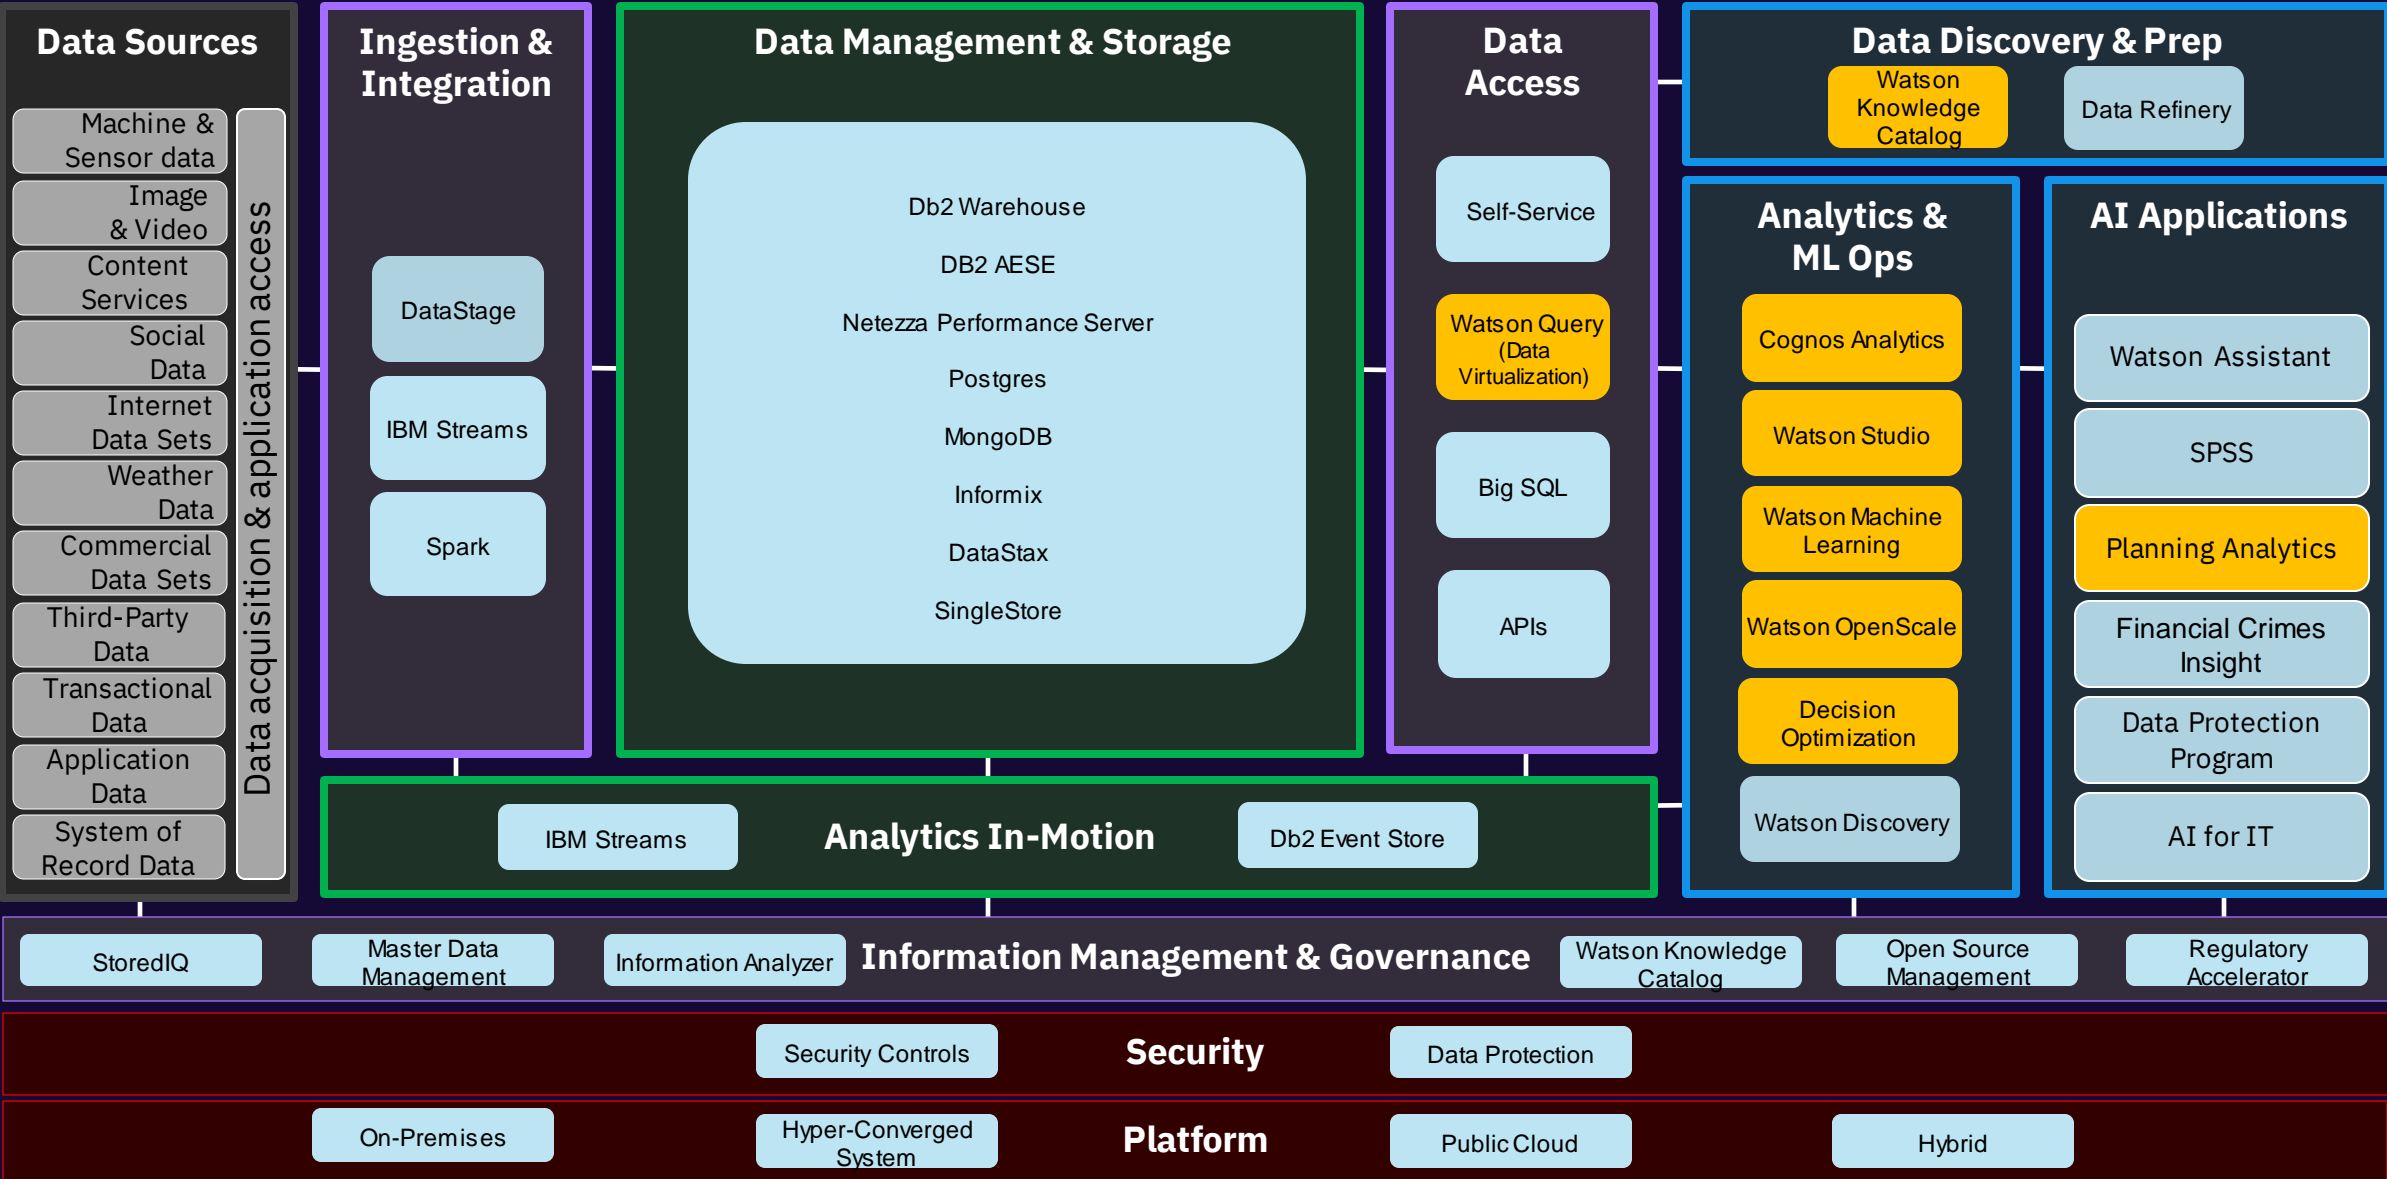 Data Sources
Machine &
Sensor data
Image
& Video
Content
Services
Social
Data
Internet
Data Sets
Weather
Data
Commercial
Data Sets
Third-Party
Data
Transactional
Data
Application
Data
System of
Record Data
Data acquisition & application access
Ingestion &
Integration
DataStage
IBM Streams
Spark
Data Management & Storage
Db2 Warehouse
DB2 AESE
Netezza Performance Server
Postgres
MongoDB
Informix
DataStax
SingleStore
Data
Access
Self-Service
Watson Query
(Data
Virtualization)
Big SQL
APIs
Data Discovery & Prep
Watson
Knowledge
Catalog
Data Refinery
Analytics &
ML Ops
Cognos Analytics
Watson Studio
Watson Machine
Learning
Watson OpenScale
Decision
Optimization
Watson Discovery
AI Applications
Watson Assistant
SPSS
Planning Analytics
Financial Crimes
Insight
Data Protection
Program
AI for IT
IBM Streams
Analytics In-Motion
Db2 Event Store
StoredIQ
Master Data
Management
Information Analyzer
Information Management & Governance
Watson Knowledge
Catalog
Open Source
Management
Regulatory
Accelerator
Security Controls
Security
Data Protection
On-Premises
Hyper-Converged
System
Platform
Public Cloud
Hybrid